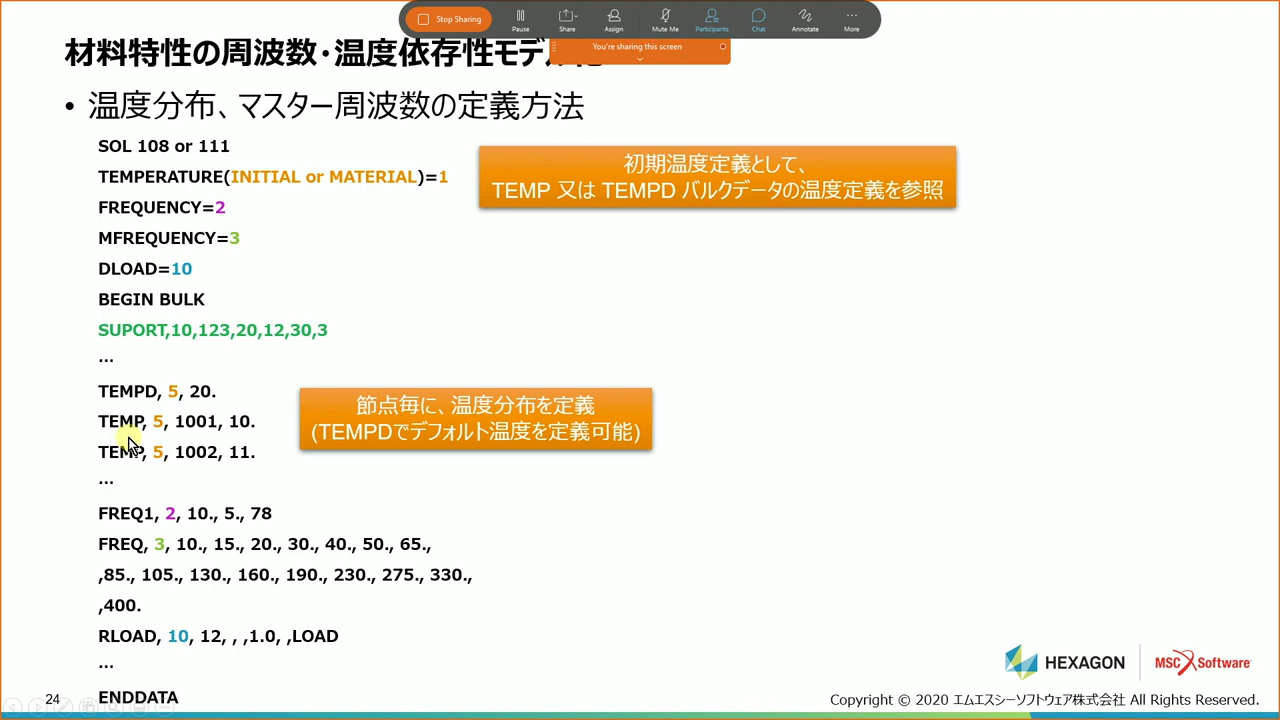 Stop Sharing
Pause
Share
Assign
Mute Me
Participants
Chat
Annotate
More
You're sharing this screen
材料特性の周波数・温度依存性モデル
• 温度分布、マスター周波数の定義方法
SOL 108 or 111
TEMPERATURE(INITIAL or MATERIAL)=1
初期温度定義として、
TEMP 又は TEMPD バルクデータの温度定義を参照
FREQUENCY=2
MFREQUENCY=3
DLOAD=10
BEGIN BULK
SUPORT,10,123,20,12,30,3
...
TEMPD, 5, 20.
TEMP, 5, 1001, 10.
TEMP, 5, 1002, 11.
節点毎に、温度分布を定義
(TEMPDでデフォルト温度を定義可能)
...
FREQ1, 2, 10., 5., 78
FREQ, 3, 10., 15., 20., 30., 40., 50., 65.,
,85., 105., 130., 160., 190., 230., 275., 330.,
,400.
RLOAD, 10, 12, , ,1.0, ,LOAD
...
ENDDATA
24
HEXAGON
MSC Software
Copyright © 2020 エムエスシーソフトウェア株式会社 All Rights Reserved.